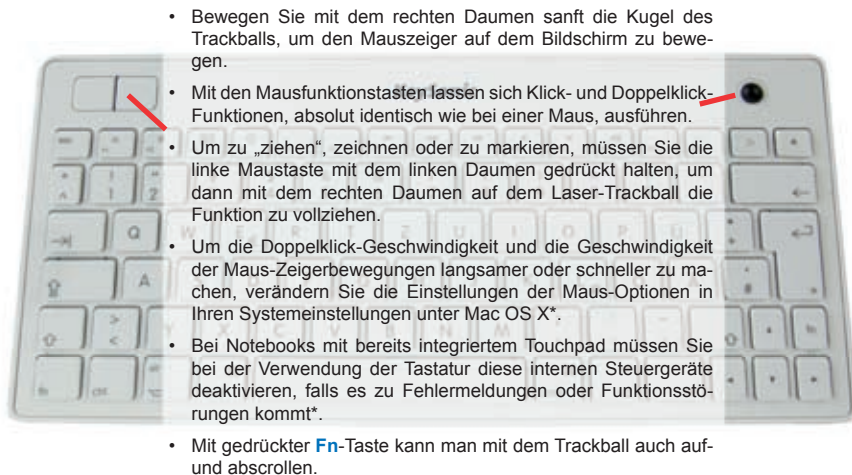 • Bewegen Sie mit dem rechten Daumen sanft die Kugel des
Trackballs, um den Mauszeiger auf dem Bildschirm zu bewe-
gen.
• Mit den Mausfunktionstasten lassen sich Klick- und Doppelklick-
Funktionen, absolut identisch wie bei einer Maus, ausführen.
• Um zu „ziehen“, zeichnen oder zu markieren, müssen Sie die
linke Maustaste mit dem linken Daumen gedrückt halten, um
dann mit dem rechten Daumen auf dem Laser-Trackball die
Funktion zu vollziehen.
• Um die Doppelklick-Geschwindigkeit und die Geschwindigkeit
der Maus-Zeigerbewegungen langsamer oder schneller zu ma-
chen, verändern Sie die Einstellungen der Maus-Optionen in
Ihren Systemeinstellungen unter Mac OS X*.
• Bei Notebooks mit bereits integriertem Touchpad müssen Sie
bei der Verwendung der Tastatur diese internen Steuergeräte
deaktivieren, falls es zu Fehlermeldungen oder Funktionsstö-
rungen kommt*.
• Mit gedrückter Fn-Taste kann man mit dem Trackball auch auf-
und abscrollen.
^ 1 2
Q W E R T Z U I O P Ü
A
> <
Y X C V B N M
fn ctrl